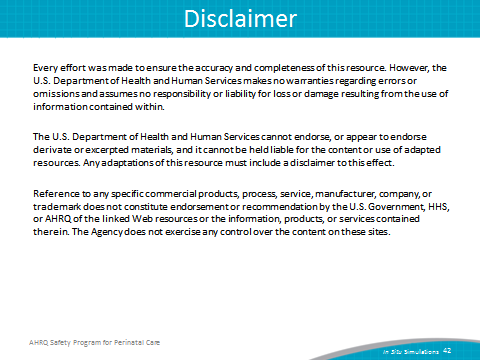 Disclaimer
Every effort was made to ensure the accuracy and completeness of this resource. However, the
U.S. Department of Health and Human Services makes no warranties regarding errors or
omissions and assumes no responsibility or liability for loss or damage resulting from the use of
information contained within.
The U.S. Department of Health and Human Services cannot endorse, or appear to endorse
derivate or excerpted materials, and it cannot be held liable for the content or use of adapted
resources. Any adaptations of this resource must include a disclaimer to this effect.
Reference to any specific commercial products, process, service, manufacturer, company, or
trademark does not constitute endorsement or recommendation by the U.S. Government, HHS,
or AHRQ of the linked Web resources or the information, products, or services contained
therein. The Agency does not exercise any control over the content on these sites.
AHRQ Safety Program for Perinatal Care
In Situ Simulations 42